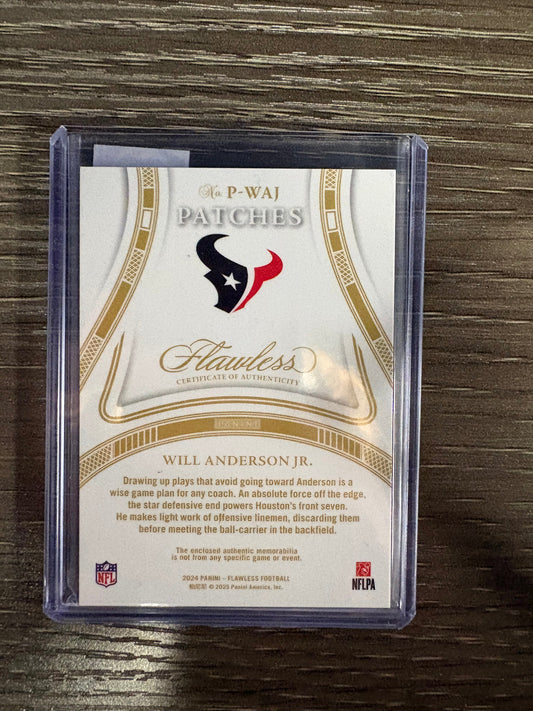 No. P-WAJ
PATCHES
Flawless
CERTIFICATE OF AUTHENTICITY
PANINI
WILL ANDERSON JR.
Drawing up plays that avoid going toward Anderson is a
wise game plan for any coach. An absolute force off the edge,
the star defensive end powers Houston's front seven.
He makes light work of offensive linemen, discarding them
before meeting the ball-carrier in the backfield.
The enclosed authentic memorabilia
is not from any specific game or event.
2024 PANINI – FLAWLESS FOOTBALL
© 2025 Panini America, Inc.
NFL
NFLPA